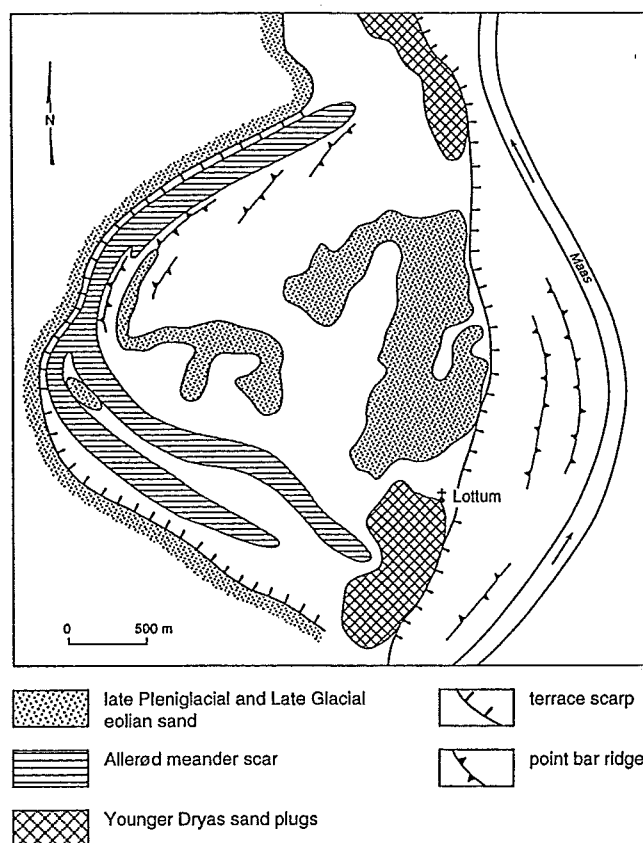 N
Maas
Lottum
0 500 m
late Pleniglacial and Late Glacial
eolian sand
Allerød meander scar
Younger Dryas sand plugs
terrace scarp
point bar ridge